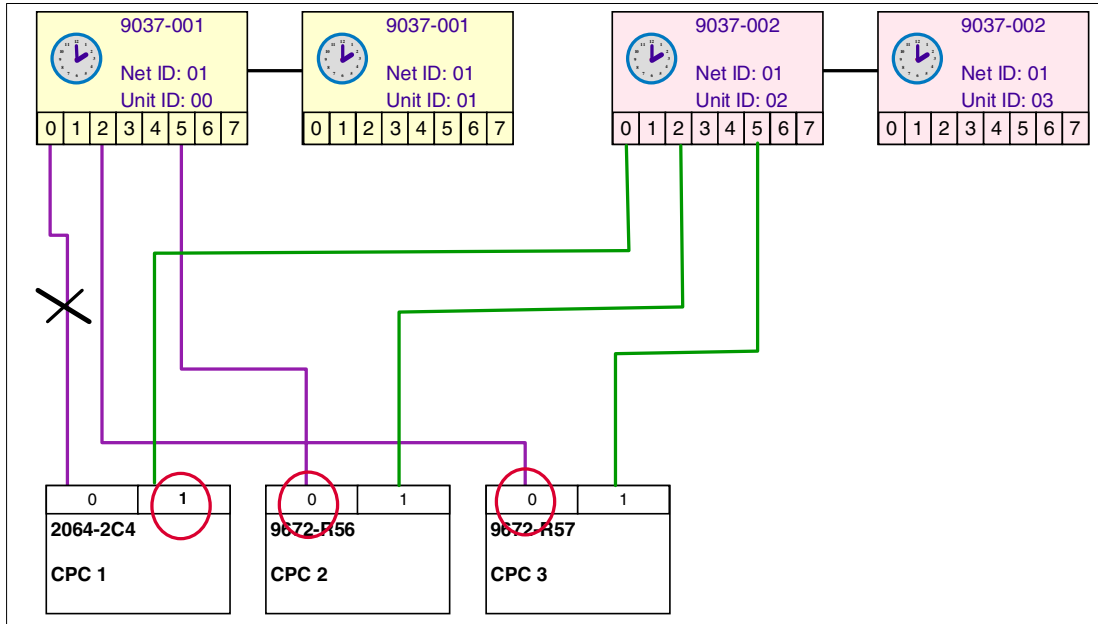 9037-001
Net ID: 01
Unit ID: 00
0 1 2 3 4 5 6 7
9037-001
Net ID: 01
Unit ID: 01
0 1 2 3 4 5 6 7
9037-002
Net ID: 01
Unit ID: 02
0 1 2 3 4 5 6 7
9037-002
Net ID: 01
Unit ID: 03
0 1 2 3 4 5 6 7
0 1
2064-2C4
CPC 1
0 1
9672-R56
CPC 2
0 1
9672-R57
CPC 3